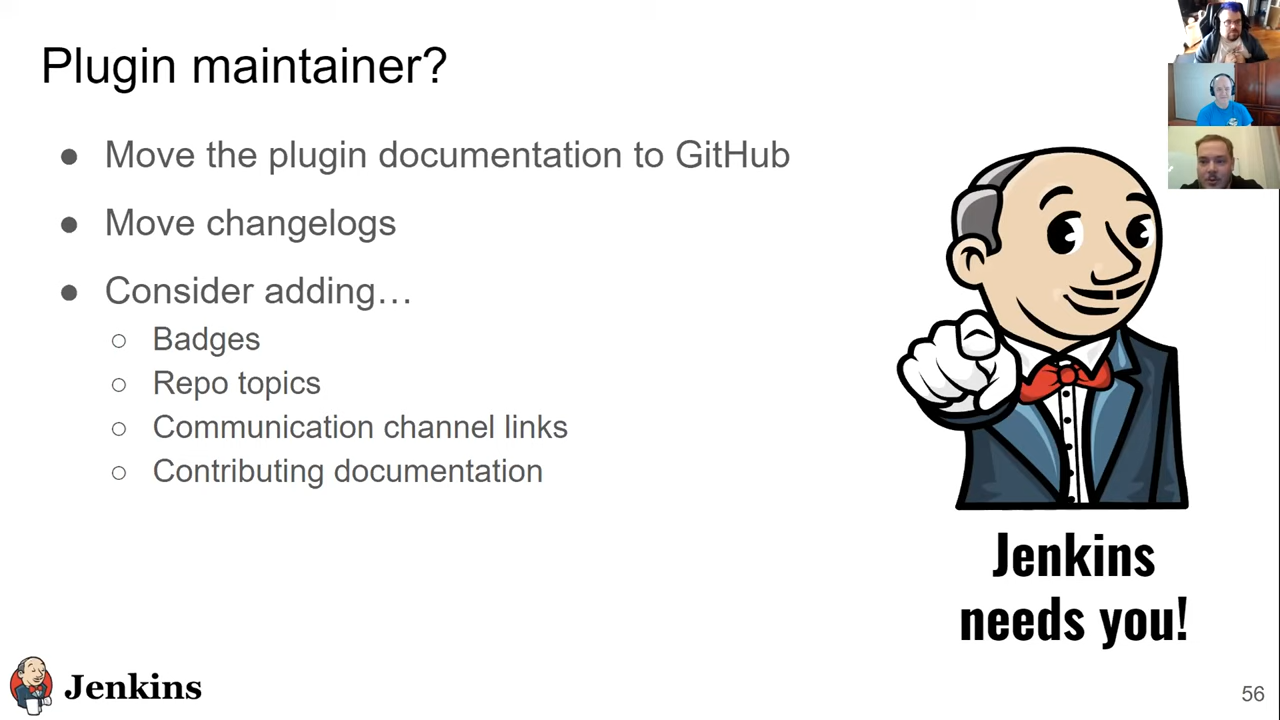 Plugin maintainer?
● Move the plugin documentation to GitHub
● Move changelogs
● Consider adding…
○ Badges
○ Repo topics
○ Communication channel links
○ Contributing documentation
Jenkins
needs you!
Jenkins
56